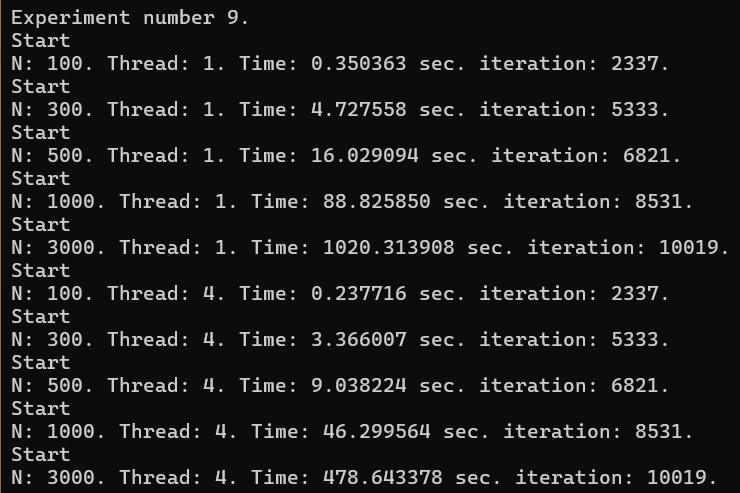 Experiment number 9.
Start
N: 100. Thread: 1. Time: 0.350363 sec. iteration: 2337.
Start
N: 300. Thread: 1. Time: 4.727558 sec. iteration: 5333.
Start
N: 500. Thread: 1. Time: 16.029094 sec. iteration: 6821.
Start
N: 1000. Thread: 1. Time: 88.825850 sec. iteration: 8531.
Start
N: 3000. Thread: 1. Time: 1020.313908 sec. iteration: 10019.
Start
N: 100. Thread: 4. Time: 0.237716 sec. iteration: 2337.
Start
N: 300. Thread: 4. Time: 3.366007 sec. iteration: 5333.
Start
N: 500. Thread: 4. Time: 9.038224 sec. iteration: 6821.
Start
N: 1000. Thread: 4. Time: 46.299564 sec. iteration: 8531.
Start
N: 3000. Thread: 4. Time: 478.643378 sec. iteration: 10019.